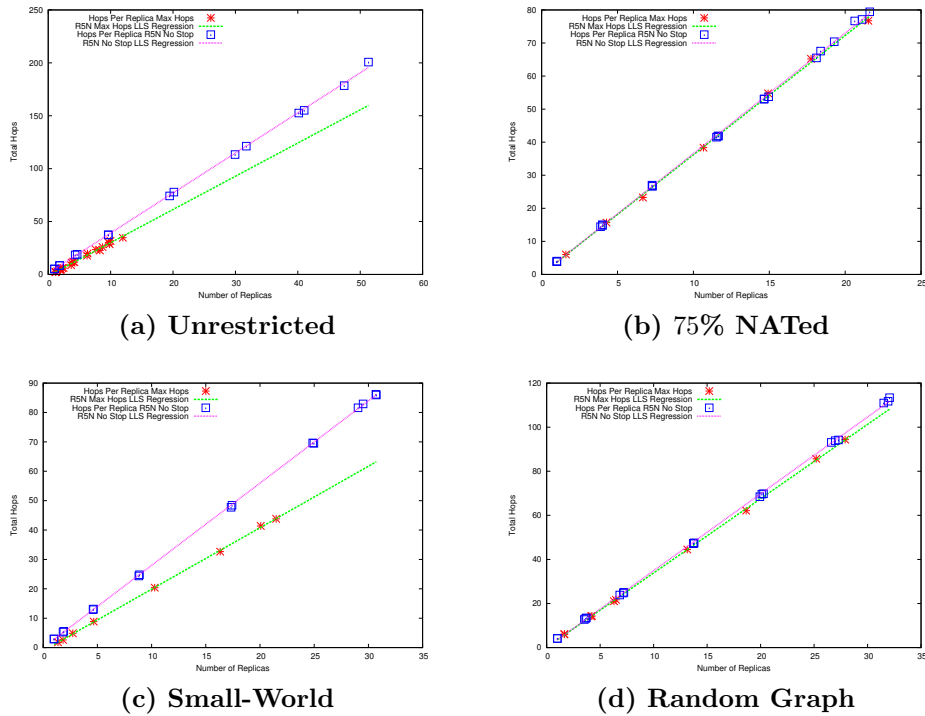 250
200
150
100
50
0
0
10
20
30
40
50
60
Total Hops
Number of Replicas
Hops Per Replica Max Hops
R5N Max Hops LLS Regression
Hops Per Replica R5N No Stop
R5N No Stop LLS Regression
(a) Unrestricted
80
70
60
50
40
30
20
10
0
0
5
10
15
20
25
Total Hops
Number of Replicas
Hops Per Replica Max Hops
R5N Max Hops LLS Regression
Hops Per Replica R5N No Stop
R5N No Stop LLS Regression
(b) 75% NATed
90
80
70
60
50
40
30
20
10
0
0
5
10
15
20
25
30
35
Total Hops
Number of Replicas
Hops Per Replica Max Hops
R5N Max Hops LLS Regression
Hops Per Replica R5N No Stop
R5N No Stop LLS Regression
(c) Small-World
120
100
80
60
40
20
0
0
5
10
15
20
25
30
35
Total Hops
Number of Replicas
Hops Per Replica Max Hops
R5N Max Hops LLS Regression
Hops Per Replica R5N No Stop
R5N No Stop LLS Regression
(d) Random Graph